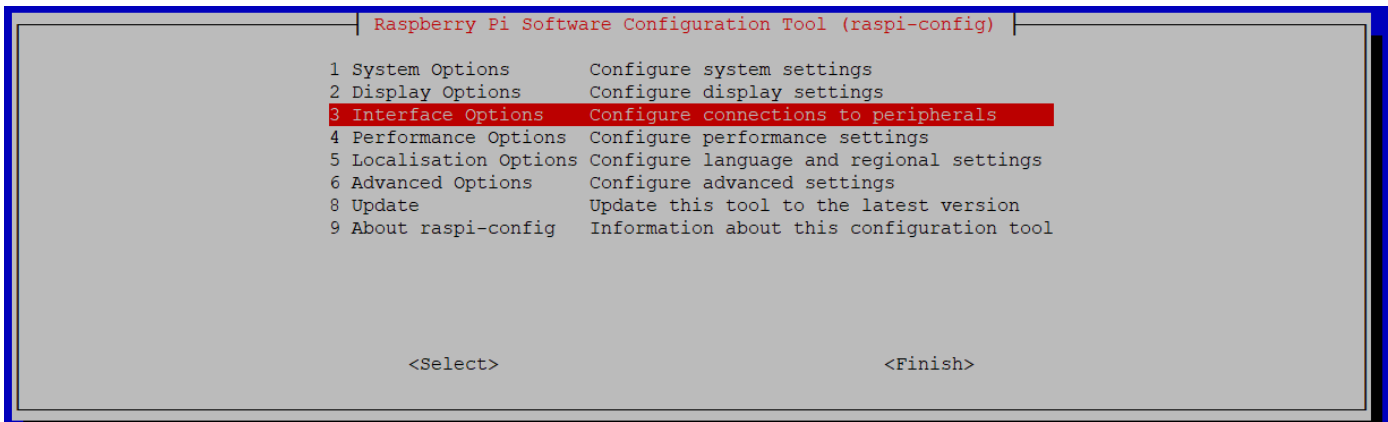 Raspberry Pi Software Configuration Tool (raspi-config)
1 System Options Configure system settings
2 Display Options Configure display settings
3 Interface Options Configure connections to peripherals
4 Performance Options Configure performance settings
5 Localisation Options Configure language and regional settings
6 Advanced Options Configure advanced settings
8 Update Update this tool to the latest version
9 About raspi-config Information about this configuration tool
<Select> <Finish>